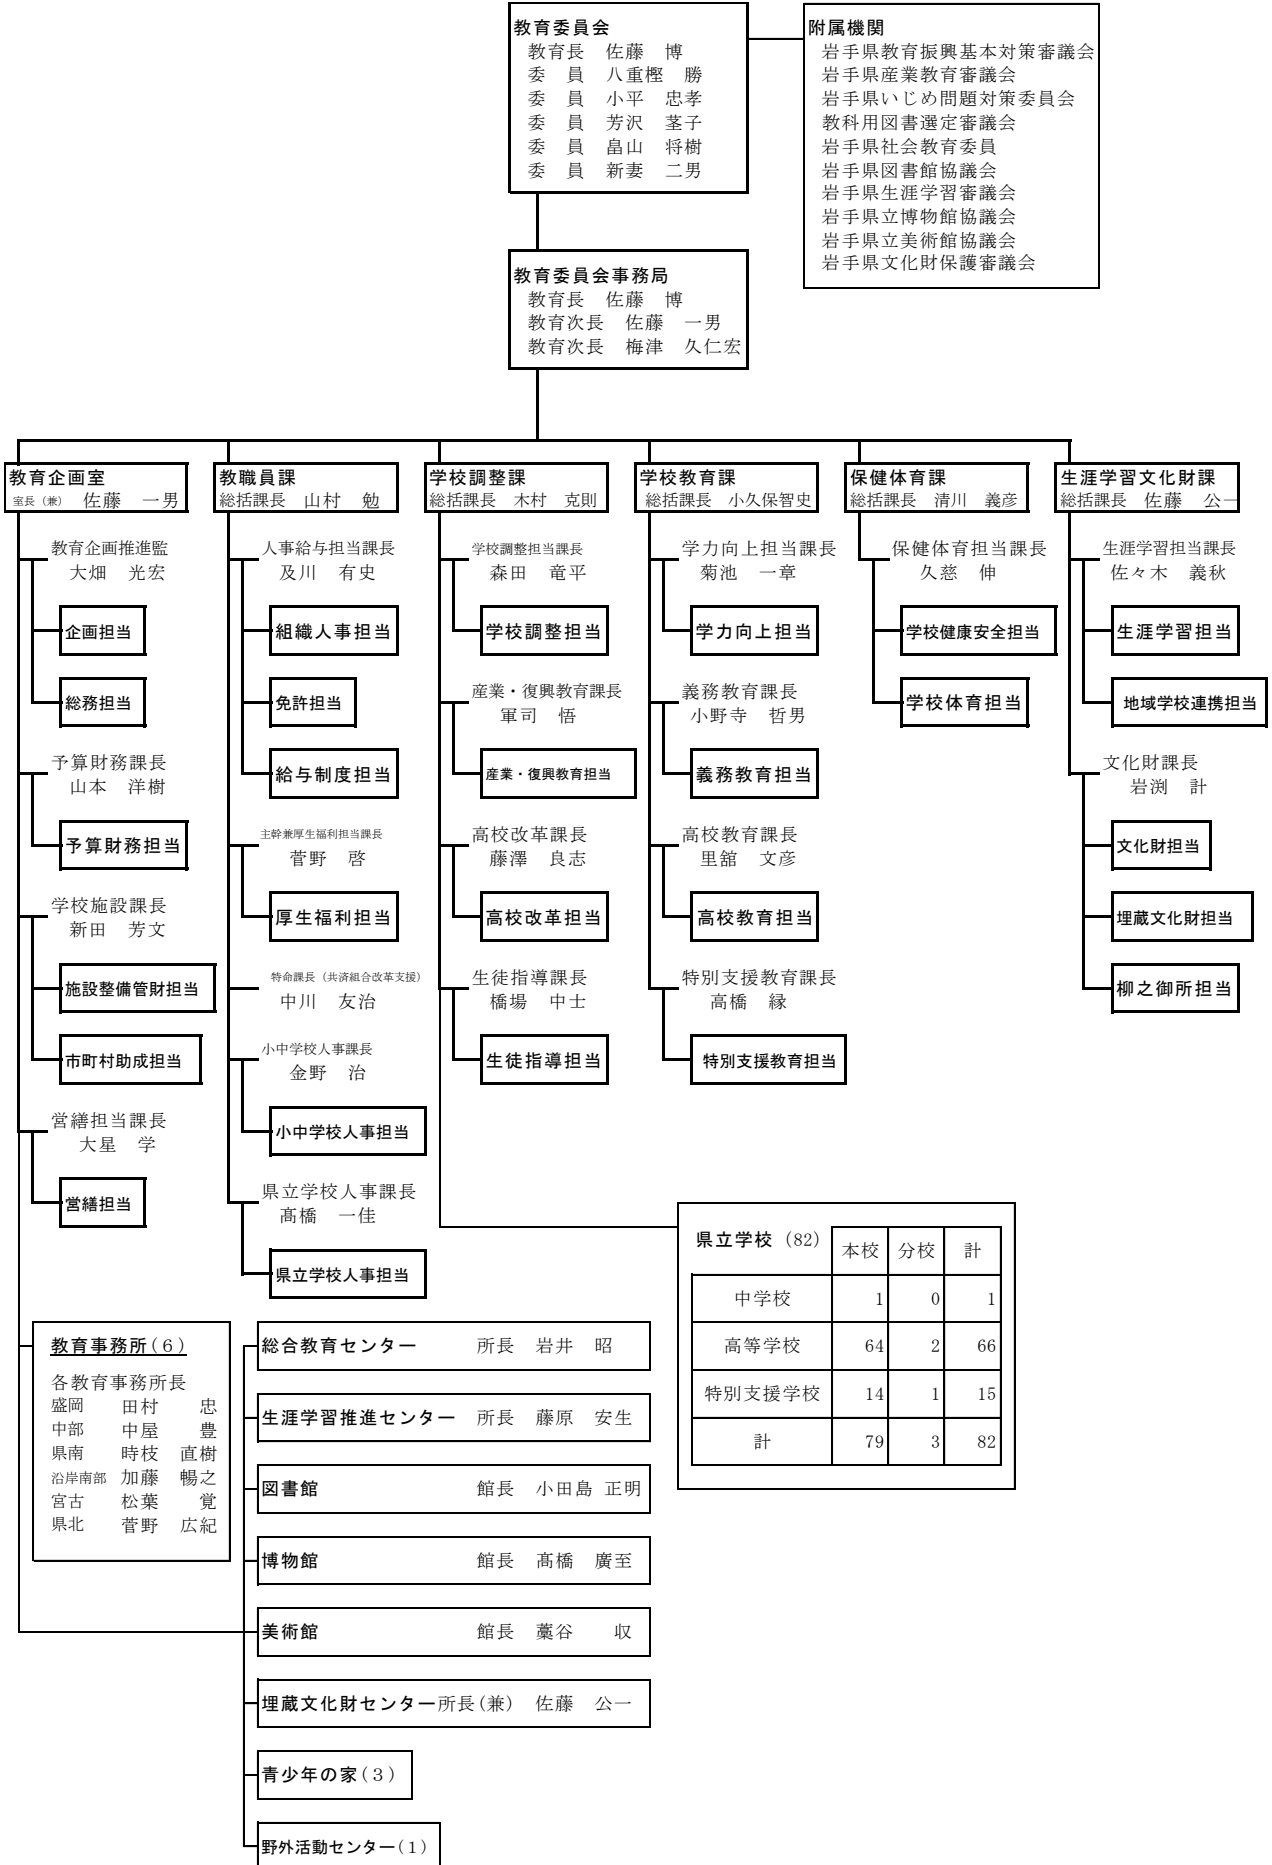 教育委員会
教育長　佐藤　博
委　員　八重樫　勝
委　員　小平　忠孝
委　員　芳沢　茎子
委　員　畠山　将樹
委　員　新妻　二男
附属機関
岩手県教育振興基本対策審議会
岩手県産業教育審議会
岩手県いじめ問題対策委員会
教科用図書選定審議会
岩手県社会教育委員
岩手県図書館協議会
岩手県生涯学習審議会
岩手県立博物館協議会
岩手県立美術館協議会
岩手県文化財保護審議会
教育委員会事務局
教育長　佐藤　博
教育次長　佐藤　一男
教育次長　梅津　久仁宏
教育企画室
室長（兼）　佐藤　一男
教育企画推進監
大畑　光宏
企画担当
総務担当
予算財務課長
山本　洋樹
予算財務担当
学校施設課長
新田　芳文
施設整備管財担当
市町村助成担当
営繕担当課長
大星　学
営繕担当
教職員課
総括課長　山村　勉
人事給与担当課長
及川　有史
組織人事担当
免許担当
給与制度担当
主幹兼厚生福利担当課長
菅野　啓
厚生福利担当
特命課長（共済組合改革支援）
中川　友治
小中学校人事課長
金野　治
小中学校人事担当
県立学校人事課長
髙橋　一佳
県立学校人事担当
学校調整課
総括課長　木村　克則
学校調整担当課長
森田　竜平
学校調整担当
産業・復興教育課長
軍司　悟
産業・復興教育担当
高校改革課長
藤澤　良志
高校改革担当
生徒指導課長
橋場　中士
生徒指導担当
学校教育課
総括課長　小久保智史
学力向上担当課長
菊池　一章
学力向上担当
義務教育課長
小野寺　哲男
義務教育担当
高校教育課長
里舘　文彦
高校教育担当
特別支援教育課長
高橋　縁
特別支援教育担当
保健体育課
総括課長　清川　義彦
保健体育担当課長
久慈　伸
学校健康安全担当
学校体育担当
生涯学習文化財課
総括課長　佐藤　公一
生涯学習担当課長
佐々木　義秋
生涯学習担当
地域学校連携担当
文化財課長
岩渕　計
文化財担当
埋蔵文化財担当
柳之御所担当
県立学校（82）　本校　分校　計
中学校　1　0　1
高等学校　64　2　66
特別支援学校　14　1　15
計　79　3　82
教育事務所(６)
各教育事務所長
盛岡　田村　忠
中部　中屋　豊
県南　時枝　直樹
沿岸南部　加藤　暢之
宮古　松葉　覚
県北　菅野　広紀
総合教育センター　所長　岩井　昭
生涯学習推進センター　所長　藤原　安生
図書館　館長　小田島 正明
博物館　館長　髙橋　廣至
美術館　館長　藁谷　収
埋蔵文化財センター所長(兼)　佐藤　公一
青少年の家(３)
野外活動センター(１)